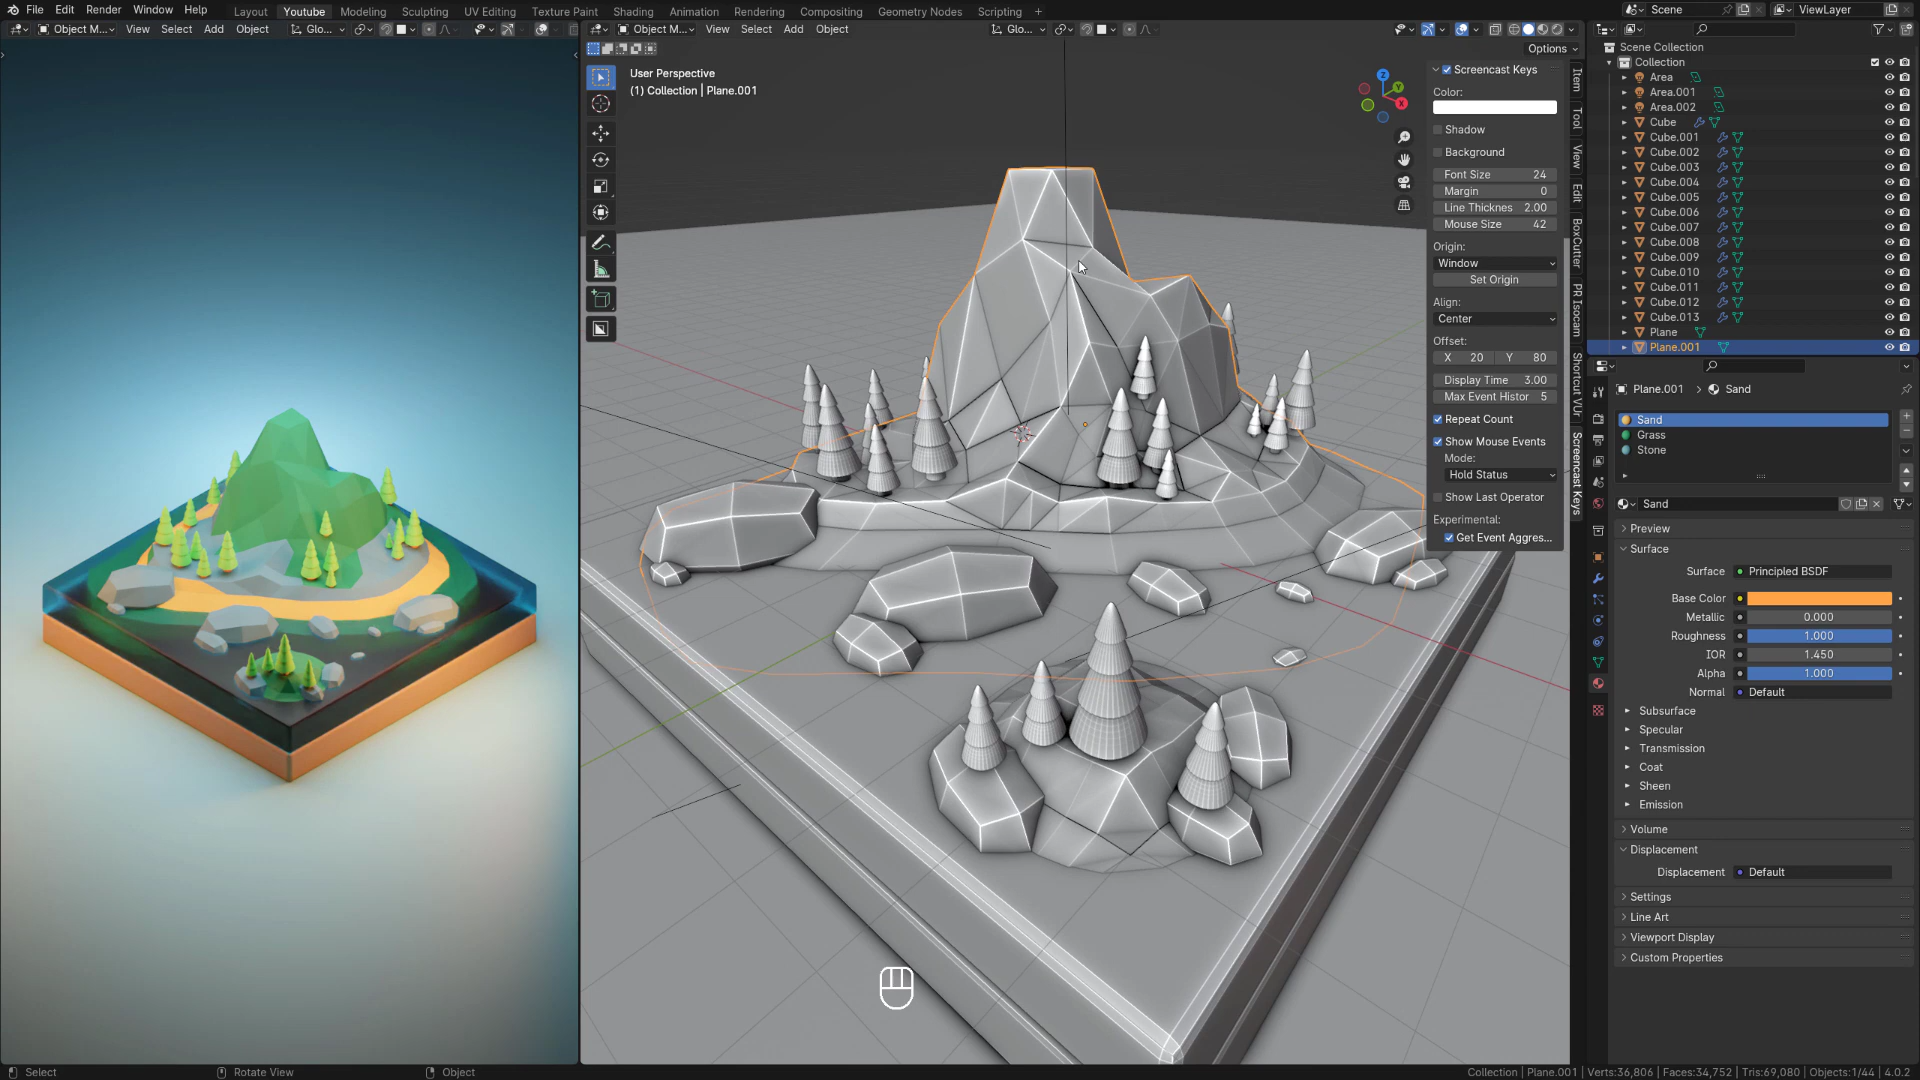 File Edit Render Window Help
Layout Youtube Modeling Sculpting UV Editing Texture Paint Shading Animation Rendering Compositing Geometry Nodes Scripting +
Scene
ViewLayer
Object M... View Select Add Object Glo...
Object M... View Select Add Object Glo...
Options
User Perspective
(1) Collection | Plane.001
Screencast Keys
Color:
Shadow
Background
Font Size 24
Margin 0
Line Thicknes 2.00
Mouse Size 42
Origin:
Window
Set Origin
Align:
Center
Offset:
X 20 Y 80
Display Time 3.00
Max Event Histor 5
Repeat Count
Show Mouse Events
Mode:
Hold Status
Show Last Operator
Experimental:
Get Event Aggres...
Item
Tool
View
Edit
BoxCutter
PR Isocam
Shortcut VUr
Screencast Keys
Z
Y
X
Scene Collection
Collection
Area
Area.001
Area.002
Cube
Cube.001
Cube.002
Cube.003
Cube.004
Cube.005
Cube.006
Cube.007
Cube.008
Cube.009
Cube.010
Cube.011
Cube.012
Cube.013
Plane
Plane.001
Plane.001 > Sand
Sand
Grass
Stone
Sand
Preview
Surface
Surface Principled BSDF
Base Color
Metallic 0.000
Roughness 1.000
IOR 1.450
Alpha 1.000
Normal Default
Subsurface
Specular
Transmission
Coat
Sheen
Emission
Volume
Displacement
Displacement Default
Settings
Line Art
Viewport Display
Custom Properties
Select Rotate View Object
Collection | Plane.001 | Verts:36,806 | Faces:34,752 | Tris:69,080 | Objects:1/44 | 4.0.2